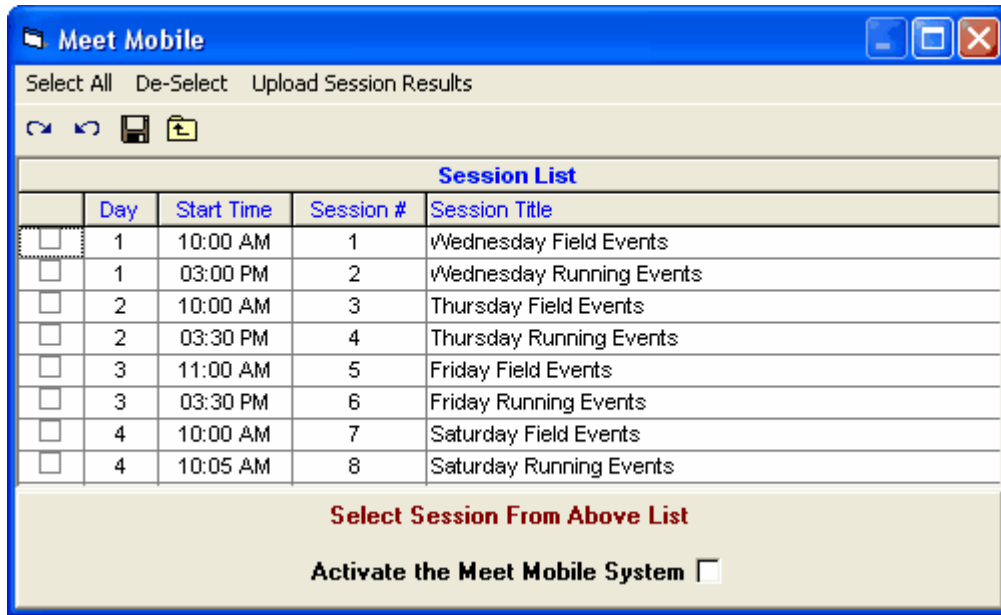 Meet Mobile
Select All De-Select Upload Session Results
Session List
Day Start Time Session # Session Title
1 10:00 AM 1 Wednesday Field Events
1 03:00 PM 2 Wednesday Running Events
2 10:00 AM 3 Thursday Field Events
2 03:30 PM 4 Thursday Running Events
3 11:00 AM 5 Friday Field Events
3 03:30 PM 6 Friday Running Events
4 10:00 AM 7 Saturday Field Events
4 10:05 AM 8 Saturday Running Events
Select Session From Above List
Activate the Meet Mobile System